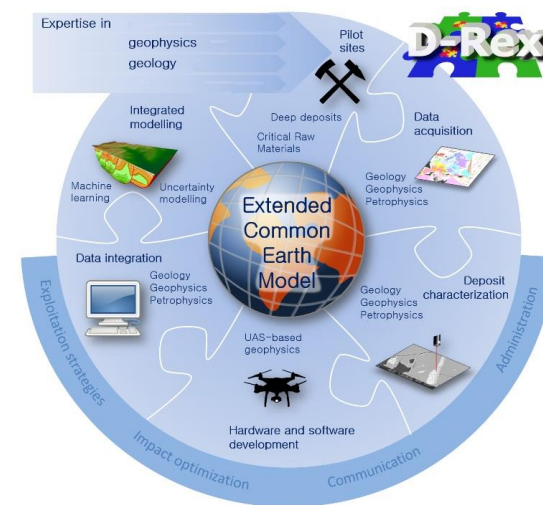 Expertise in
geophysics
geology
Pilot
sites
D-Rex
Deep deposits
Critical Raw
Materials
Integrated
modelling
Machine
learning
Uncertainty
modelling
Data
acquisition
Geology
Geophysics
Petrophysics
Extended
Common
Earth
Model
Data integration
Geology
Geophysics
Petrophysics
Deposit
characterization
Geology
Geophysics
Petrophysics
UAS-based
geophysics
Hardware and software
development
Exploitation strategies
Impact optimization
Communication
Administration